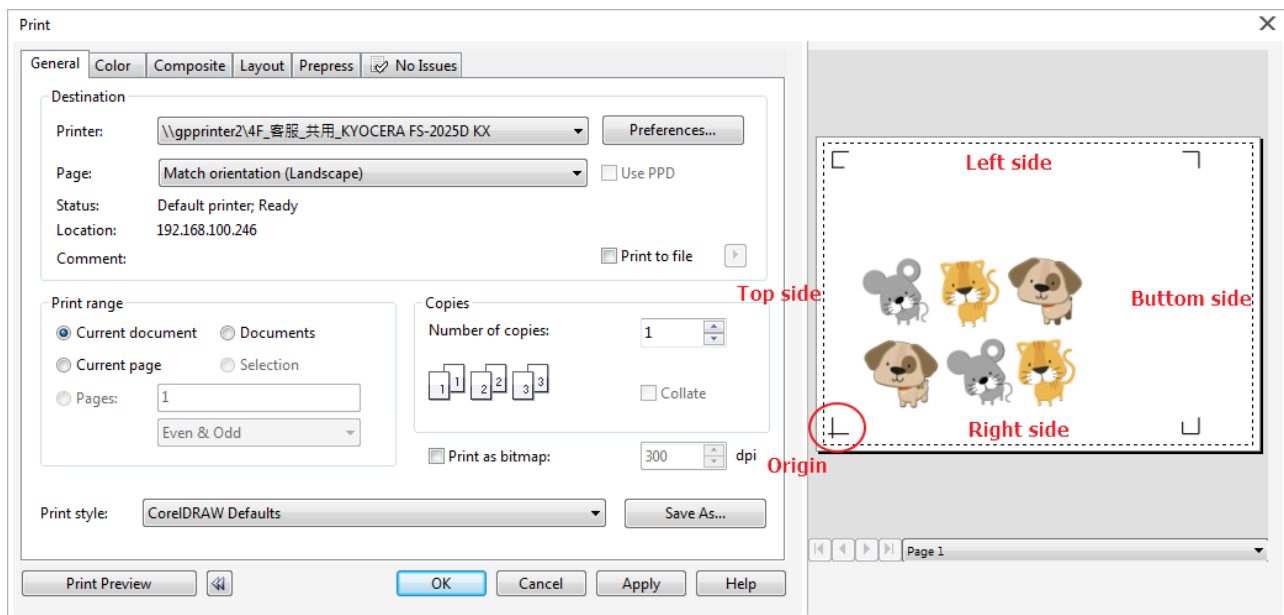 Print
General Color Composite Layout Prepress No Issues
Destination
Printer: \\gpprinter2\4F_客服_共用_KYOCERA FS-2025D KX Preferences...
Page: Match orientation (Landscape) Use PPD
Status: Default printer; Ready
Location: 192.168.100.246
Comment: Print to file
Print range
Current document Documents
Current page Selection
Pages: 1
Even & Odd
Copies
Number of copies: 1
1 1 2 2 3 3
Collate
Print as bitmap: 300 dpi
Print style: CorelDRAW Defaults Save As...
Print Preview OK Cancel Apply Help
Left side
Top side
Buttom side
Right side
Origin
Page 1